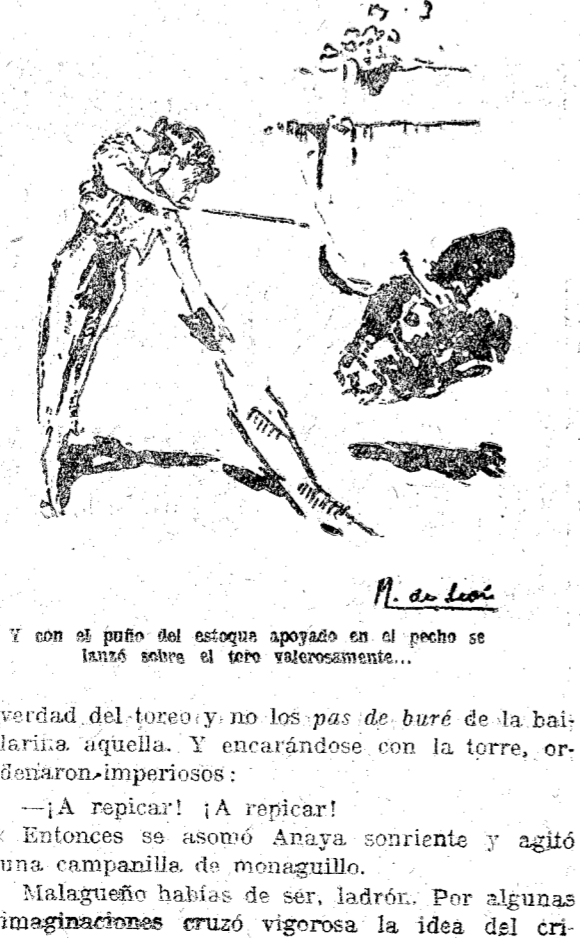 M. de León
Y con el puño del estoque apoyado en el pecho se
lanzó sobre el toro valerosamente...
verdad del toreo y no los pas de buré de la bai-
larina aquella. Y encarándose con la torre, or-
denaron imperiosos:
—¡A repicar! ¡A repicar!
Entonces se asomó Anaya sonriente y agitó
una campanilla de monaguillo.
Malagueño habías de ser, ladrón. Por algunas
imaginaciones cruzó vigorosa la idea del cri-